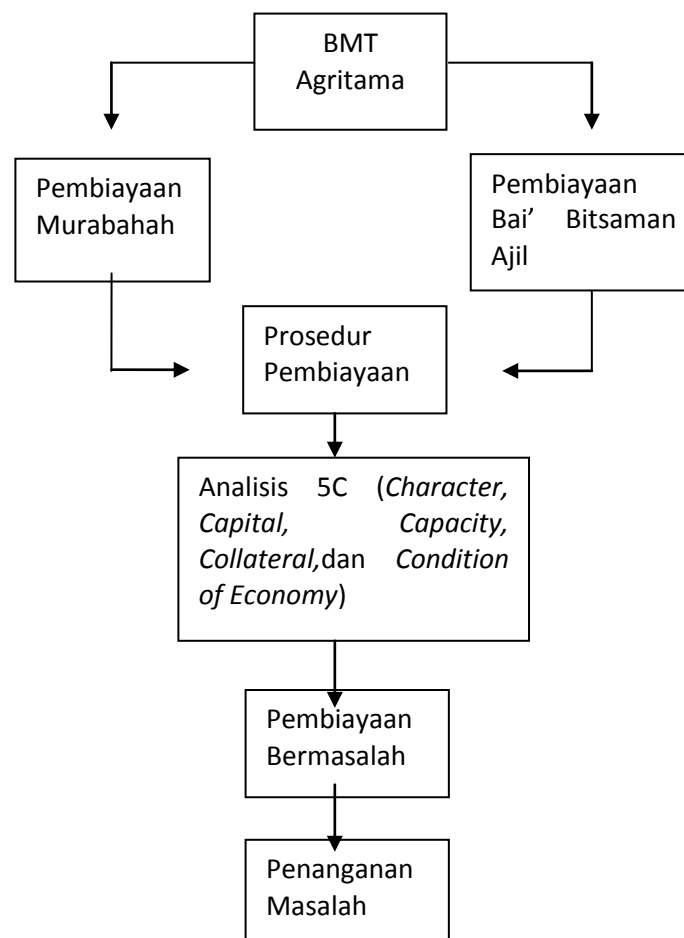 BMT
Agritama
Pembiayaan
Murabahah
Pembiayaan
Bai’ Bitsaman
Ajil
Prosedur
Pembiayaan
Analisis 5C (Character,
Capital, Capacity,
Collateral,dan Condition
of Economy)
Pembiayaan
Bermasalah
Penanganan
Masalah